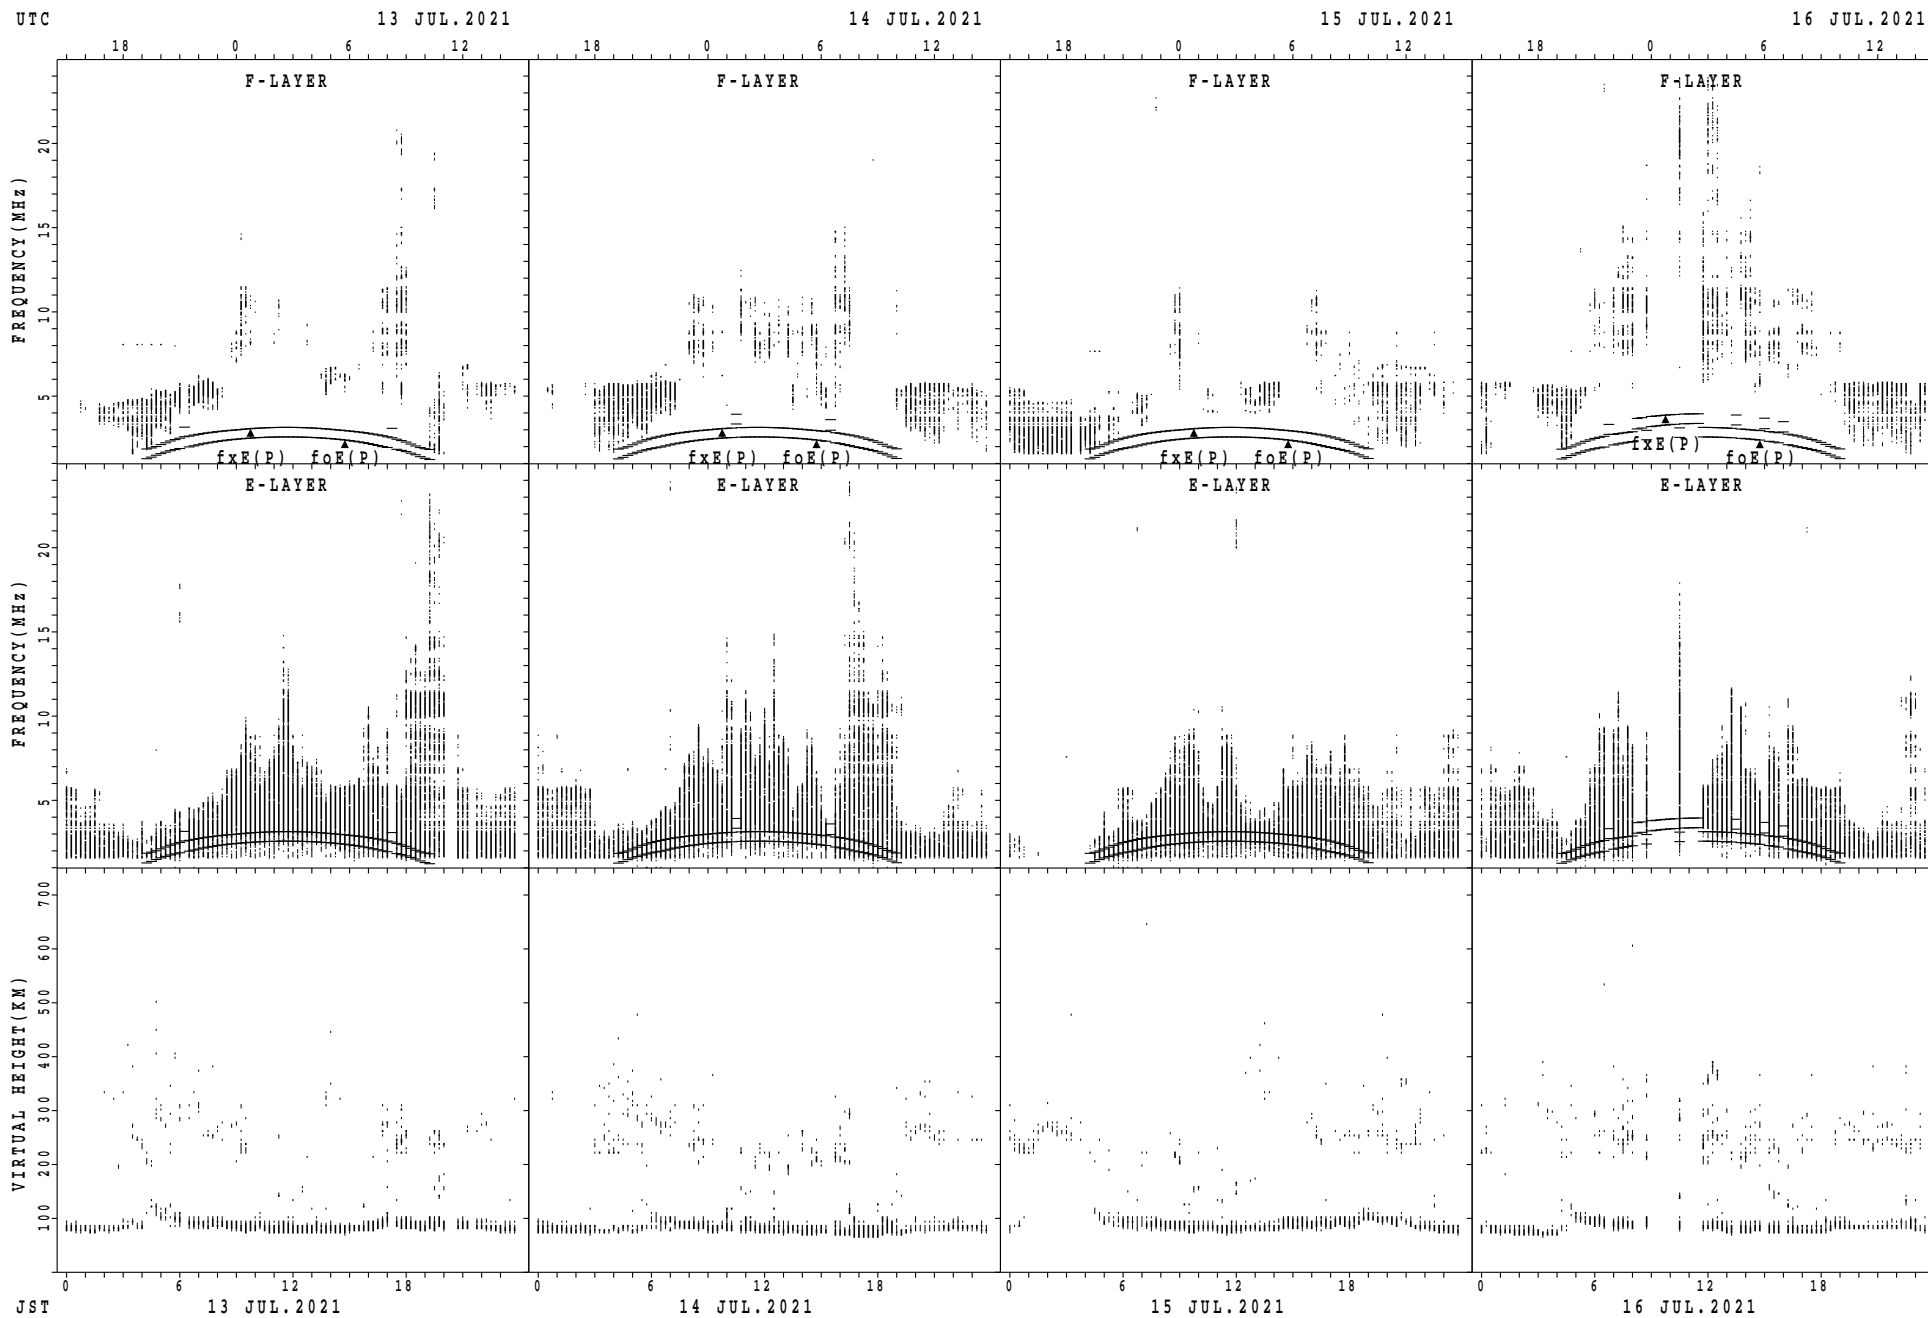 UTC 13 JUL.2021 14 JUL.2021 15 JUL.2021 16 JUL.2021
18 0 6 12 18 0 6 12 18 0 6 12 18 0 6 12
F-LAYER F-LAYER F-LAYER F-LAYER
FREQUENCY(MHz)
20
15
10
5
fxE(P) foE(P) fxE(P) foE(P) fxE(P) foE(P) fxE(P) foE(P)
E-LAYER E-LAYER E-LAYER E-LAYER
FREQUENCY(MHz)
20
15
10
5
VIRTUAL HEIGHT(KM)
700
600
500
400
300
200
100
0 6 12 18 0 6 12 18 0 6 12 18 0 6 12 18
JST 13 JUL.2021 14 JUL.2021 15 JUL.2021 16 JUL.2021